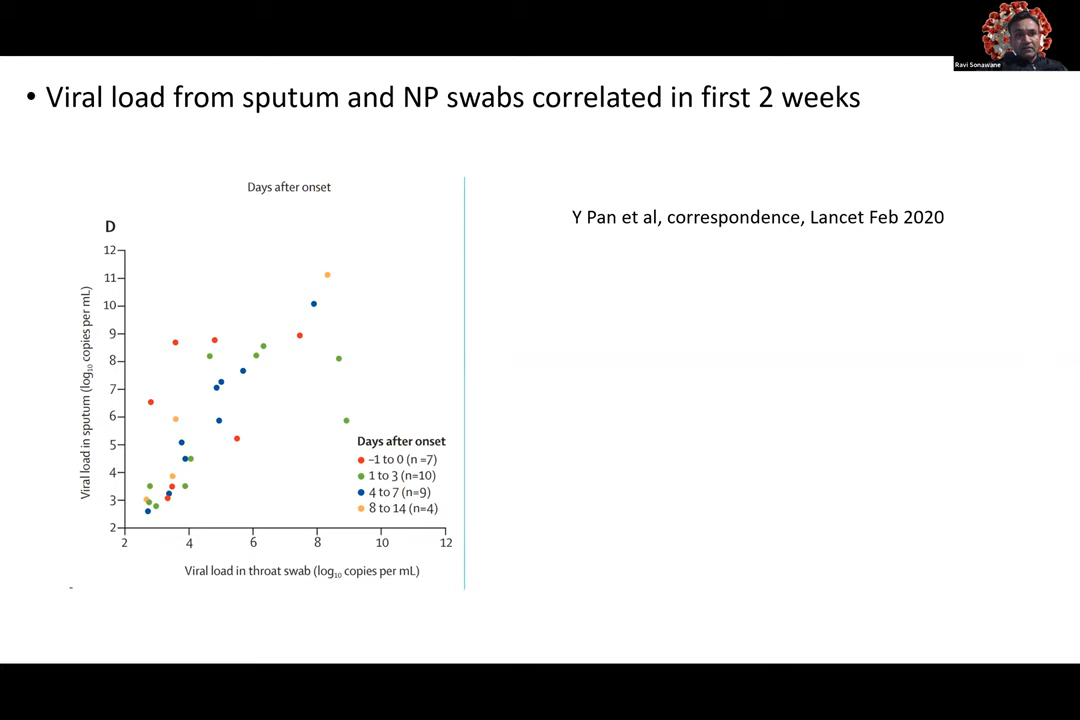 Ravi Sonawane
• Viral load from sputum and NP swabs correlated in first 2 weeks
Days after onset
Y Pan et al, correspondence, Lancet Feb 2020
D
12
11
10
9
8
7
6
5
4
3
2
Viral load in sputum (log10 copies per mL)
Days after onset
–1 to 0 (n =7)
1 to 3 (n=10)
4 to 7 (n=9)
8 to 14 (n=4)
2 4 6 8 10 12
Viral load in throat swab (log10 copies per mL)